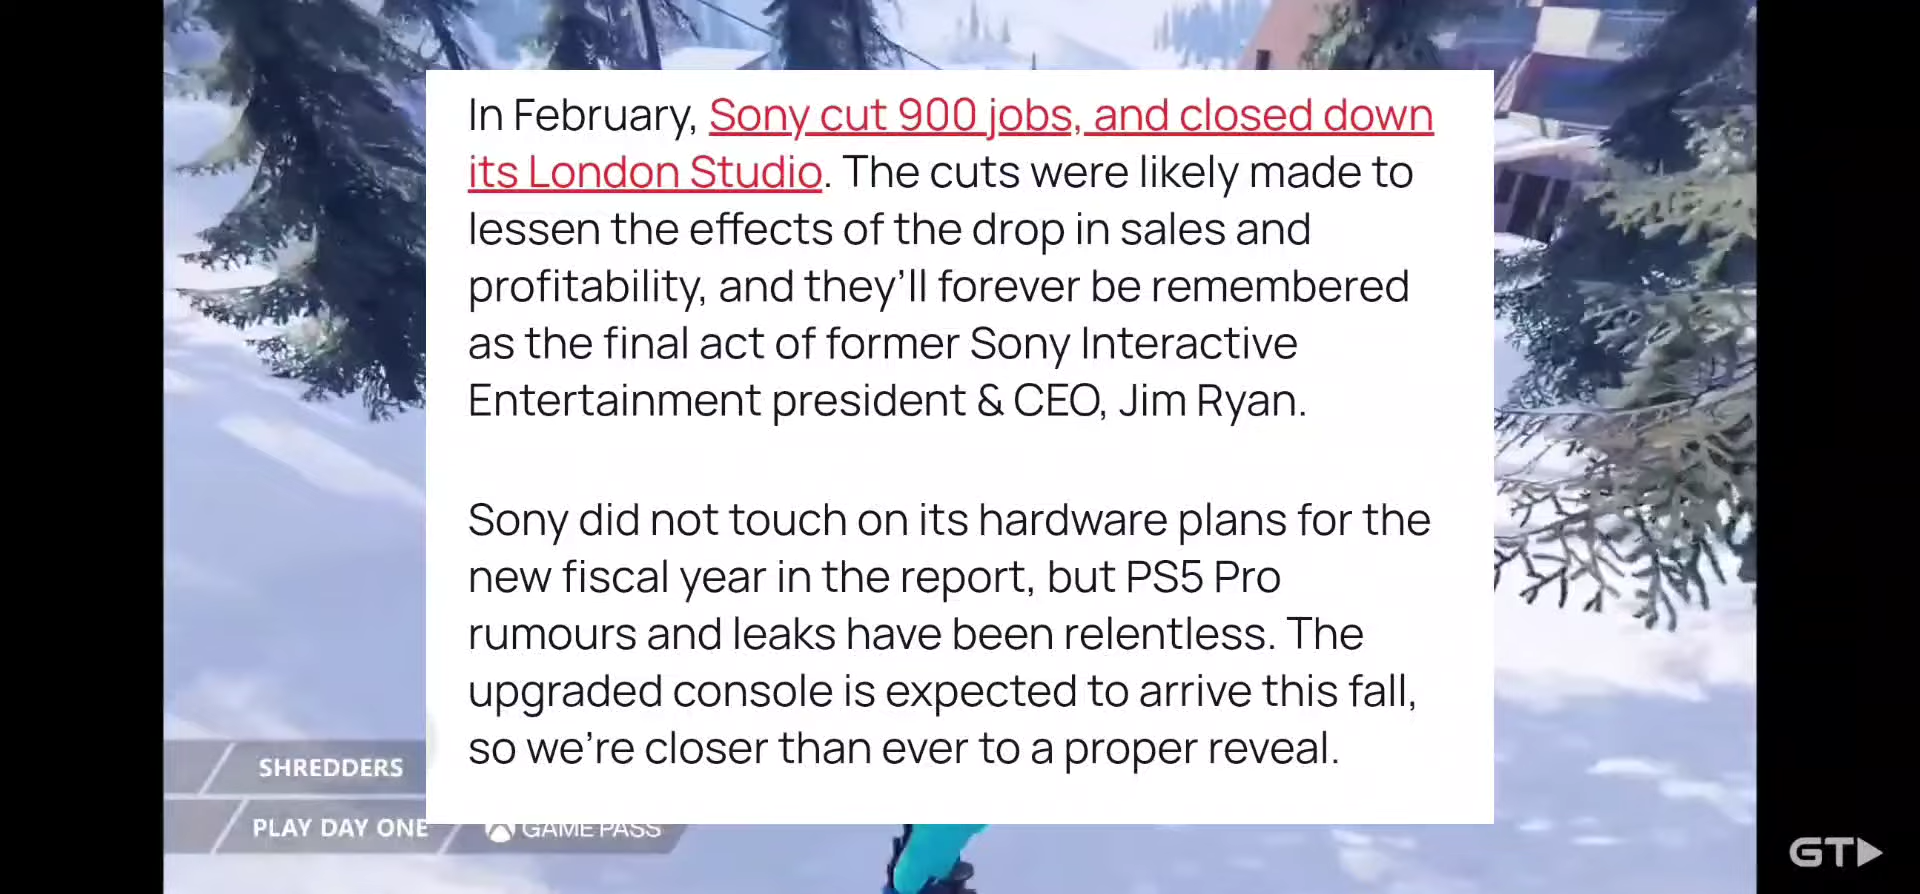 In February, Sony cut 900 jobs, and closed down
its London Studio. The cuts were likely made to
lessen the effects of the drop in sales and
profitability, and they'll forever be remembered
as the final act of former Sony Interactive
Entertainment president & CEO, Jim Ryan.
Sony did not touch on its hardware plans for the
new fiscal year in the report, but PS5 Pro
rumours and leaks have been relentless. The
upgraded console is expected to arrive this fall,
so we're closer than ever to a proper reveal.
SHREDDERS
PLAY DAY ONE GAME PASS
GT